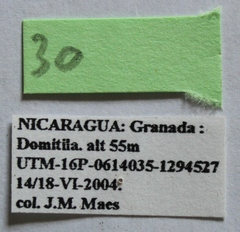 30
NICARAGUA: Granada :
Domitila. alt 55m
UTM-16P-0614035-1294527
14/18-VI-2004.
col. J.M. Maes